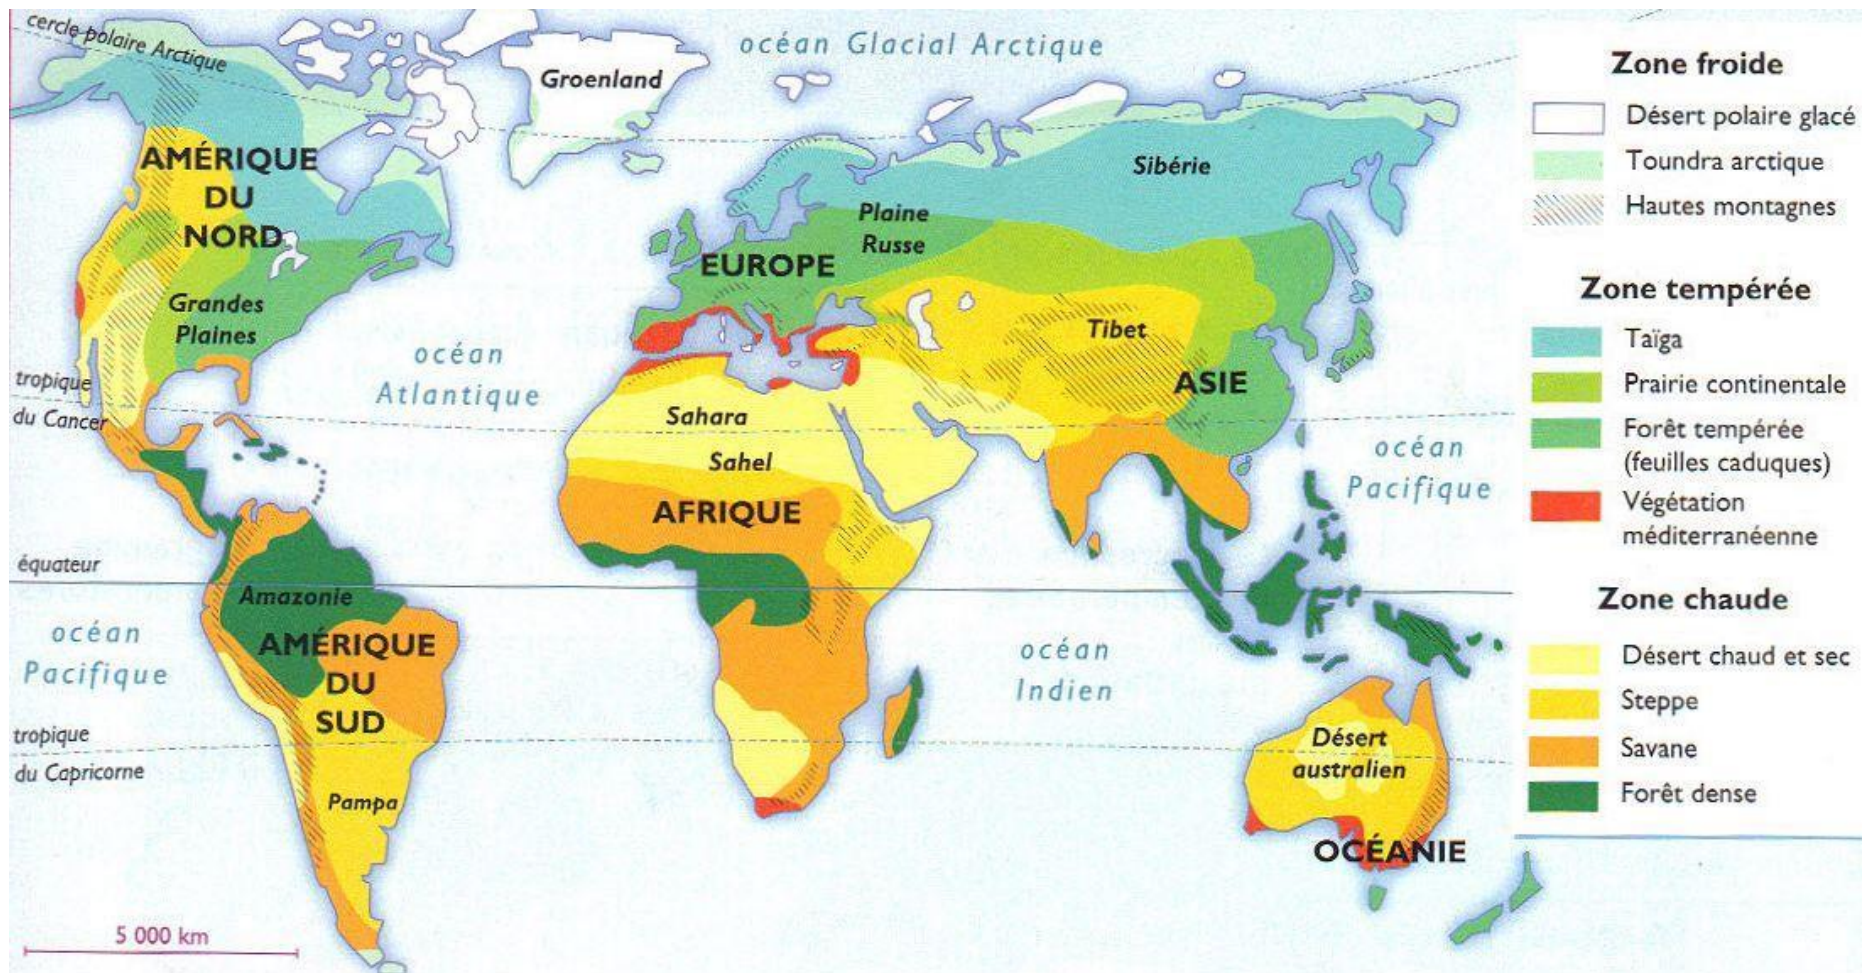 cercle polaire Arctique
océan Glacial Arctique
Groenland
AMÉRIQUE
DU
NORD
Sibérie
Plaine
Russe
EUROPE
Grandes
Plaines
Tibet
ASIE
océan
Atlantique
tropique
du Cancer
Sahara
Sahel
AFRIQUE
océan
Pacifique
équateur
Amazonie
océan
Pacifique
AMÉRIQUE
DU
SUD
océan
Indien
tropique
du Capricorne
Pampa
Désert
australien
OCÉANIE
5 000 km
Zone froide
Désert polaire glacé
Toundra arctique
Hautes montagnes
Zone tempérée
Taïga
Prairie continentale
Forêt tempérée
(feuilles caduques)
Végétation
méditerranéenne
Zone chaude
Désert chaud et sec
Steppe
Savane
Forêt dense